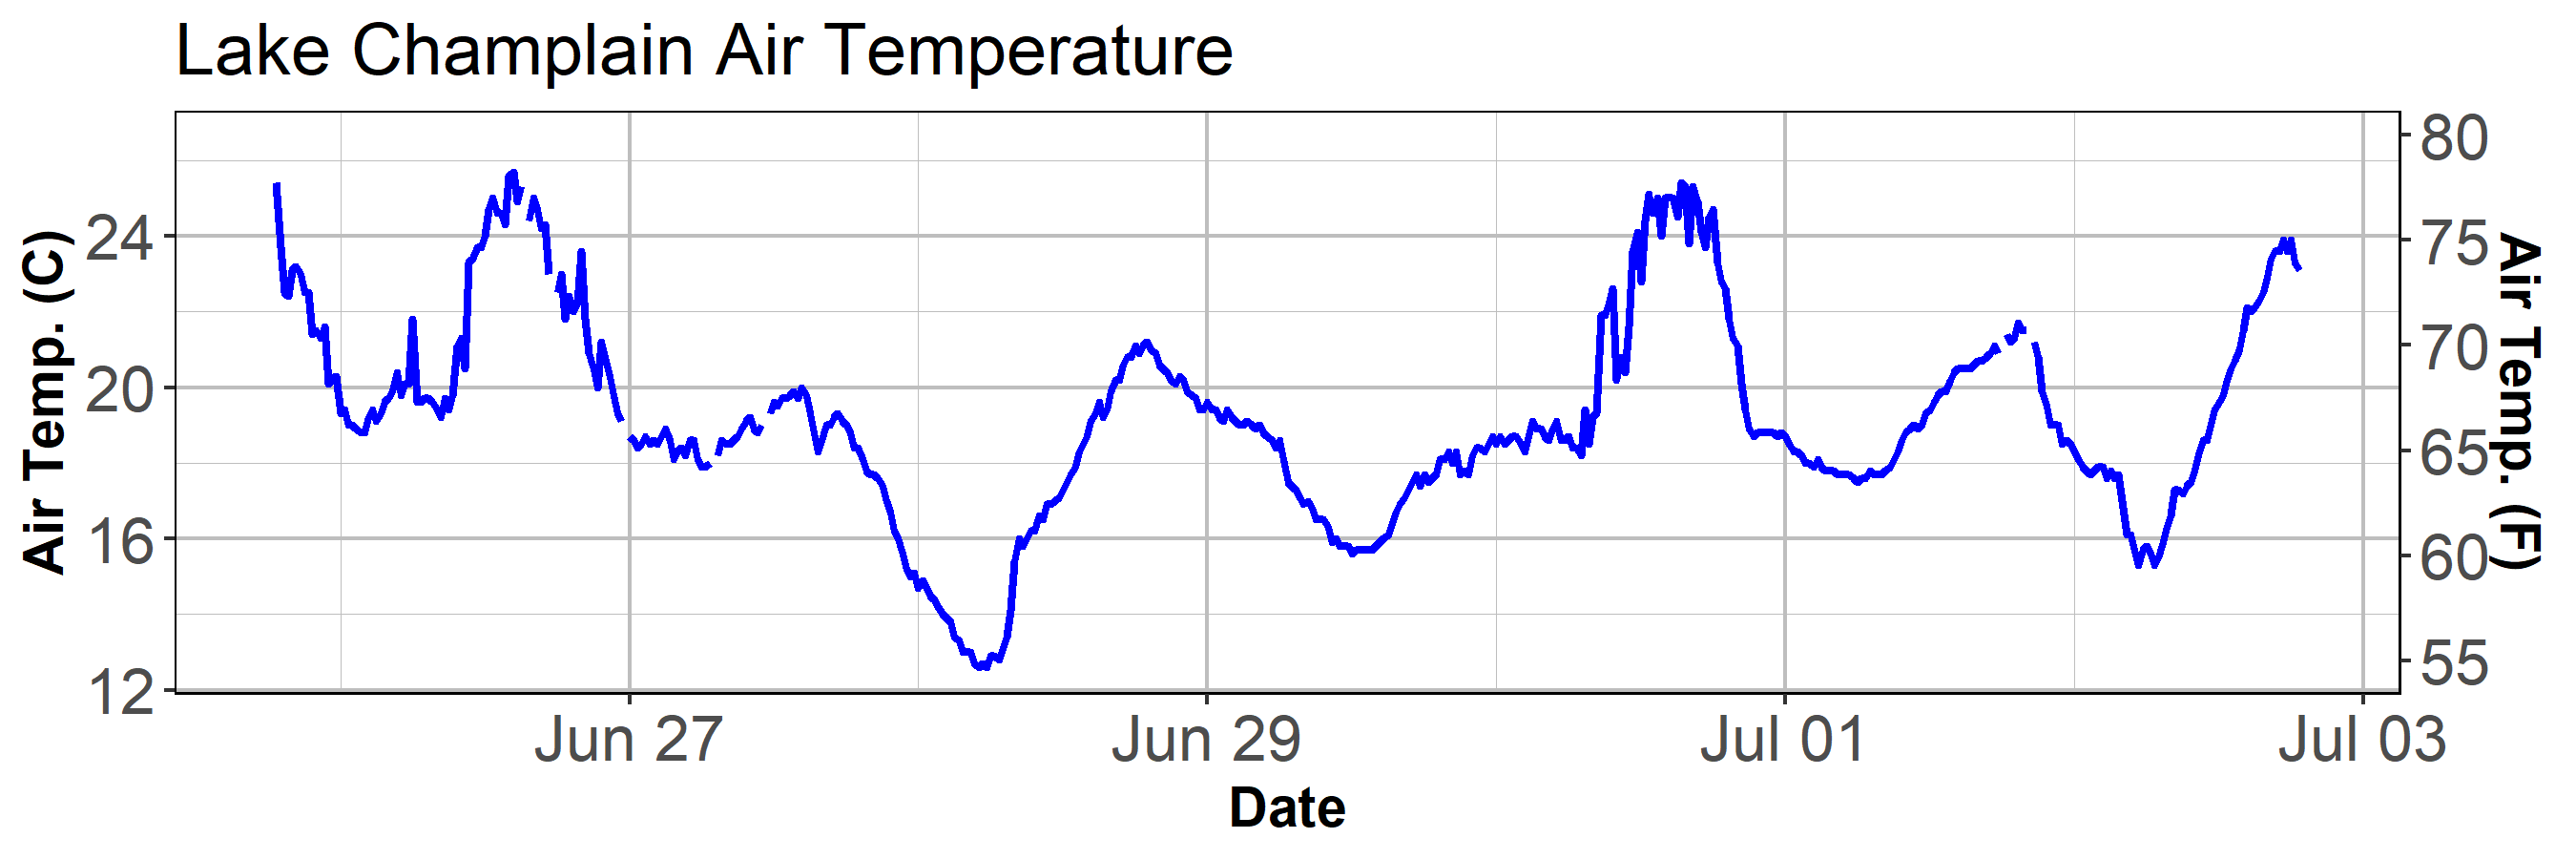 Lake Champlain Air Temperature
Air Temp. (C)
24
20
16
12
80
75
70
65
60
55
Air Temp. (F)
Jun 27
Jun 29
Jul 01
Jul 03
Date